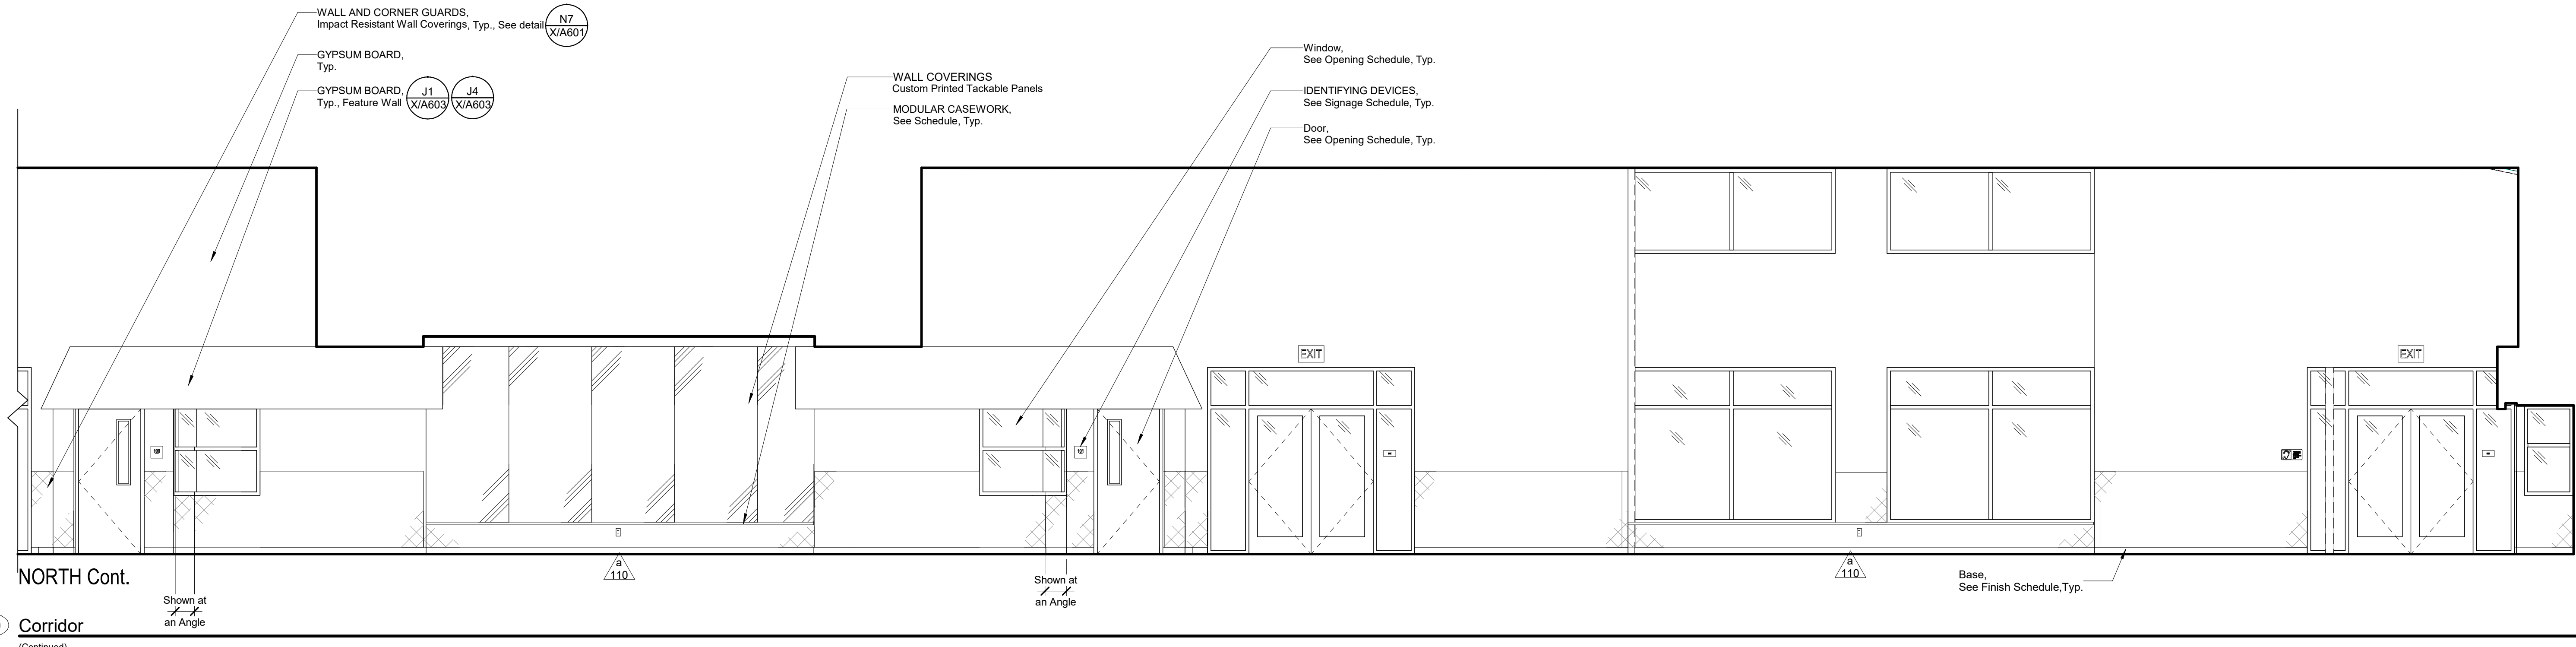 WALL AND CORNER GUARDS,
Impact Resistant Wall Coverings, Typ., See detail
N7
X/A601
GYPSUM BOARD,
Typ.
GYPSUM BOARD,
Typ., Feature Wall
J1
X/A603
J4
X/A603
WALL COVERINGS
Custom Printed Tackable Panels
MODULAR CASEWORK,
See Schedule, Typ.
Window,
See Opening Schedule, Typ.
IDENTIFYING DEVICES,
See Signage Schedule, Typ.
Door,
See Opening Schedule, Typ.
EXIT
EXIT
NORTH Cont.
Shown at
an Angle
a
110
Shown at
an Angle
a
110
Base,
See Finish Schedule,Typ.
Corridor
(Continued)